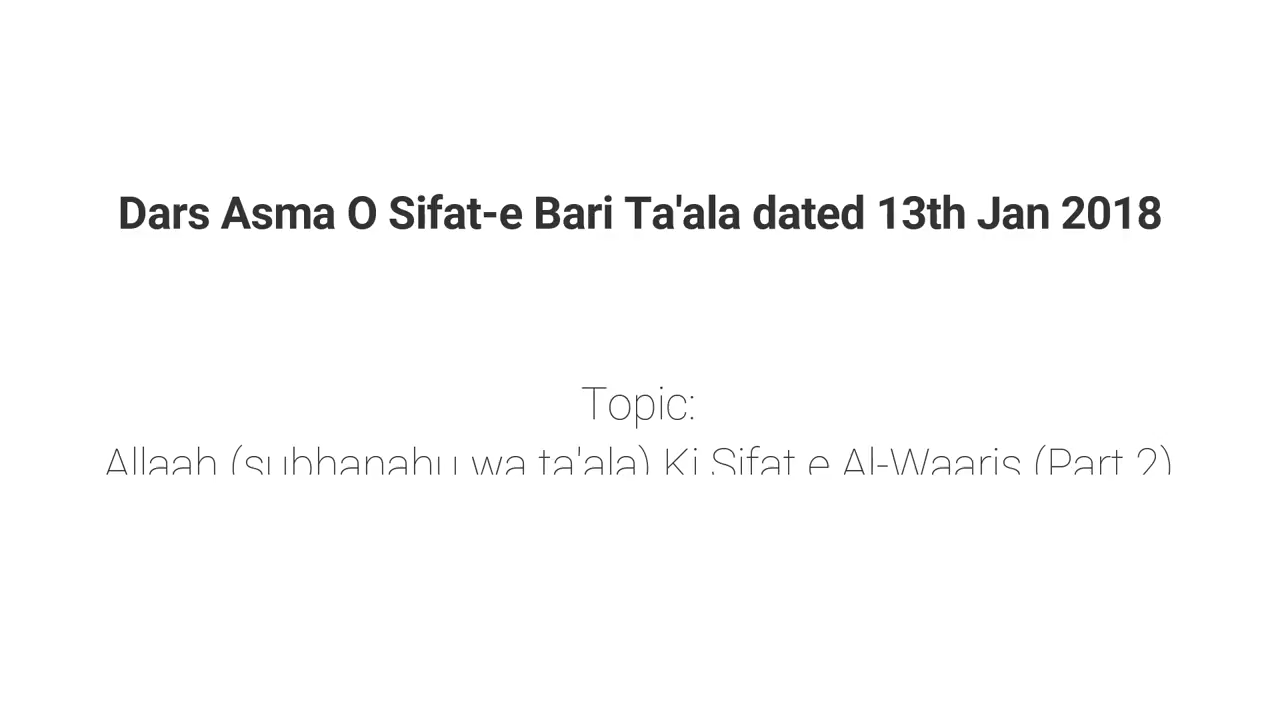 Dars Asma O Sifat-e Bari Ta'ala dated 13th Jan 2018
Topic:
Allaah (subhanahu wa ta'ala) Ki Sifat e Al-Waaris (Part 2)